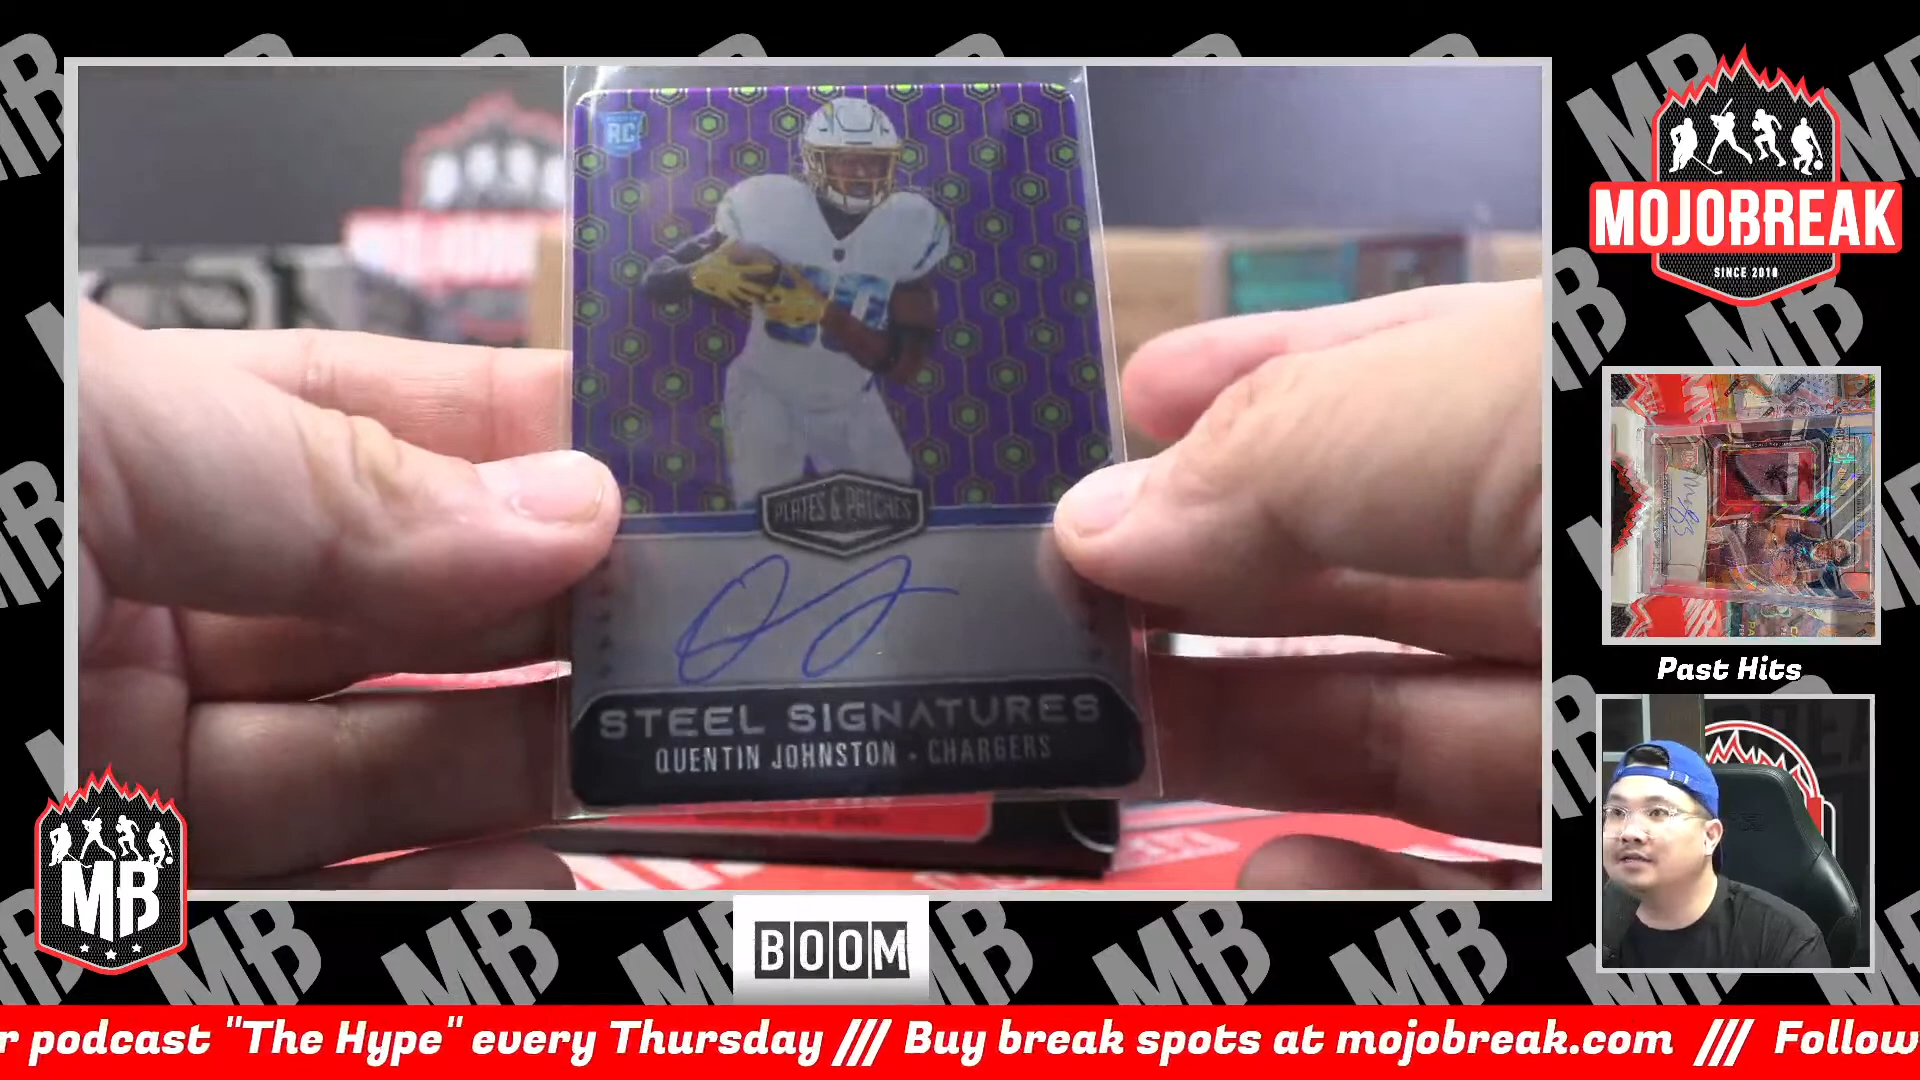 RC
PLATES & PATCHES
STEEL SIGNATURES
QUENTIN JOHNSTON - CHARGERS
MOJOBREAK
SINCE 2010
Past Hits
MB
BOOM
r podcast "The Hype" every Thursday /// Buy break spots at mojobreak.com /// Follow